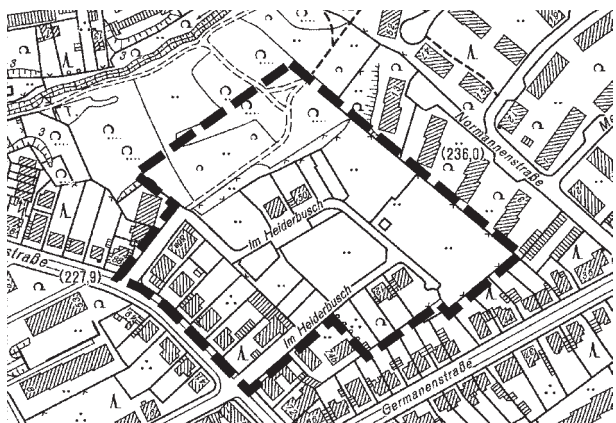 Normannenstraße
(236,0)
Im Heiderbusch
straße
(227,9)
Im Heiderbusch
Germanenstraße